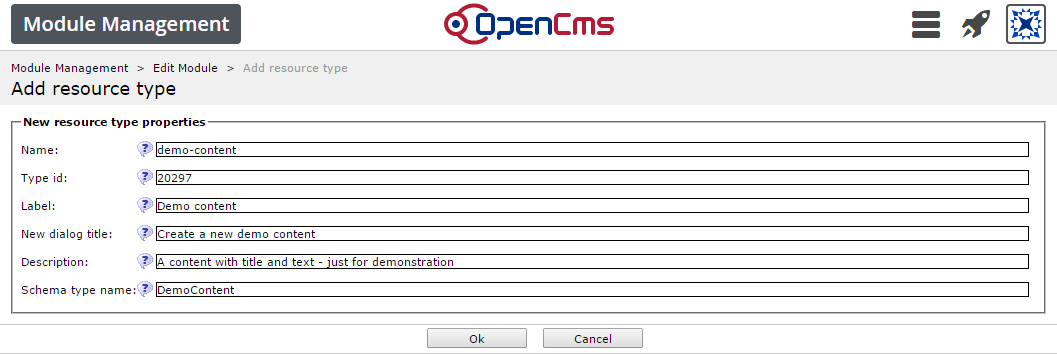 Module Management
OpenCms
Module Management > Edit Module > Add resource type
Add resource type
New resource type properties
Name: ? demo-content
Type id: ? 20297
Label: ? Demo content
New dialog title: ? Create a new demo content
Description: ? A content with title and text - just for demonstration
Schema type name: ? DemoContent
Ok Cancel